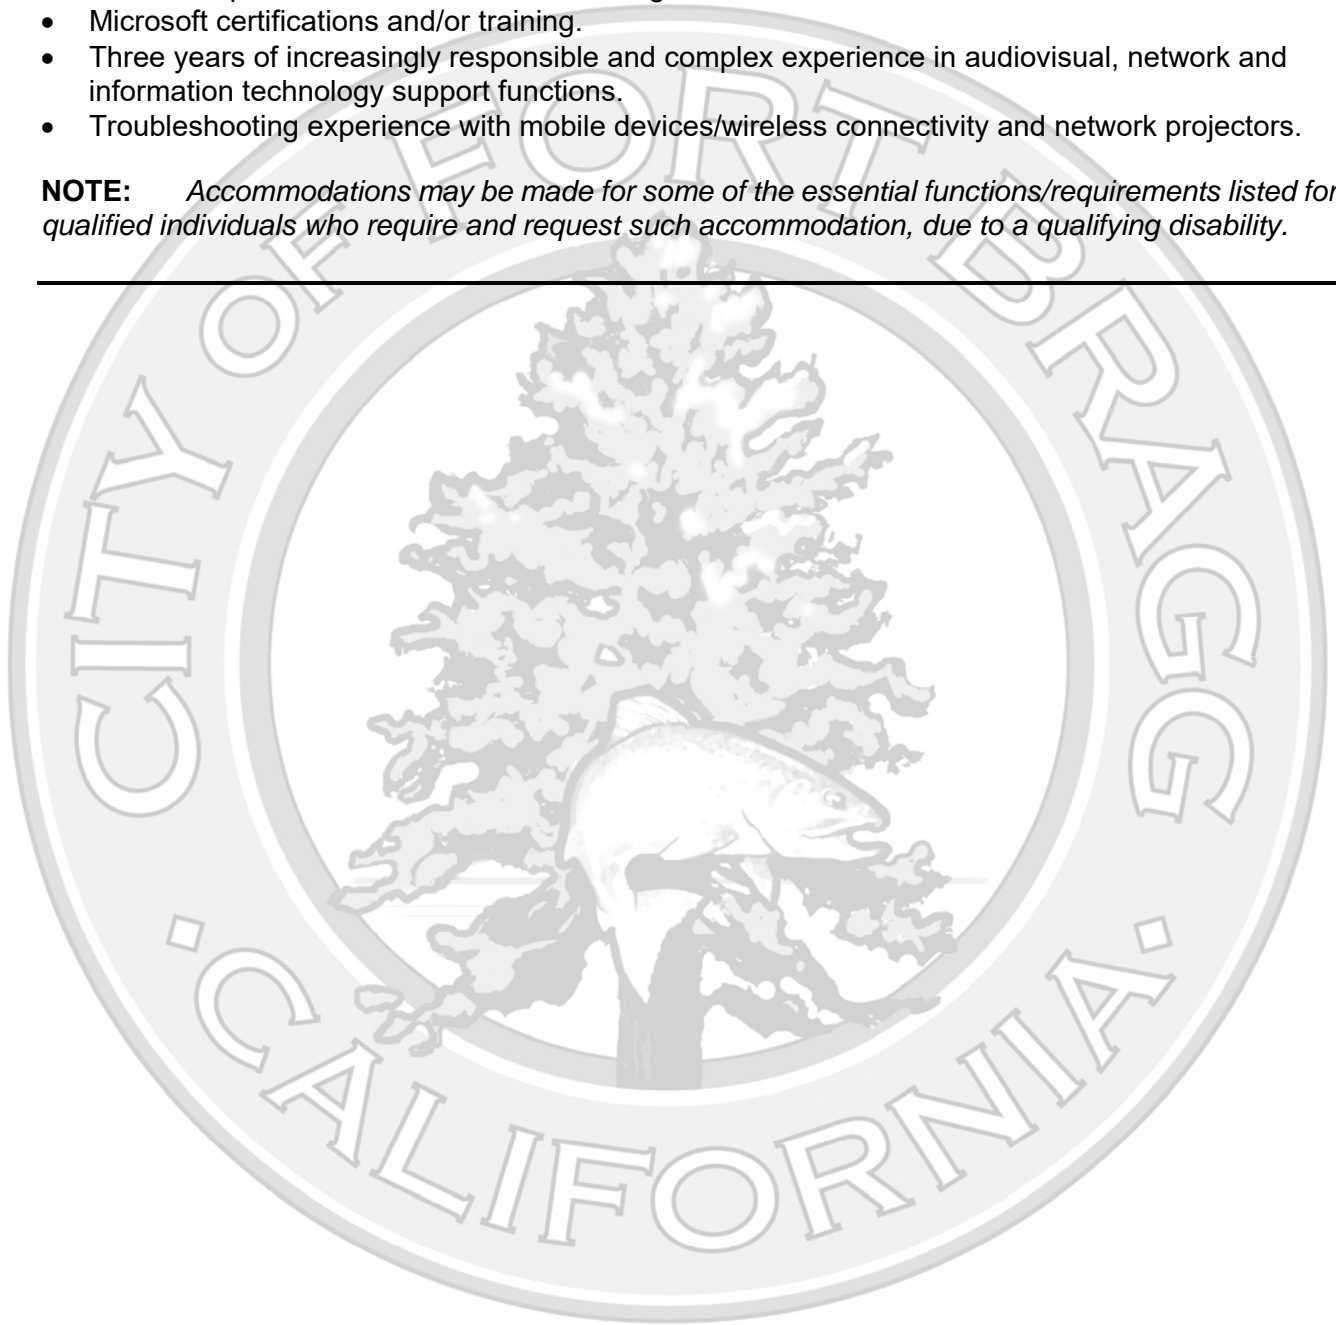 • Microsoft certifications and/or training.
• Three years of increasingly responsible and complex experience in audiovisual, network and
information technology support functions.
• Troubleshooting experience with mobile devices/wireless connectivity and network projectors.
NOTE: Accommodations may be made for some of the essential functions/requirements listed for
qualified individuals who require and request such accommodation, due to a qualifying disability.
CITY OF FORT BRAGG
· CALIFORNIA ·